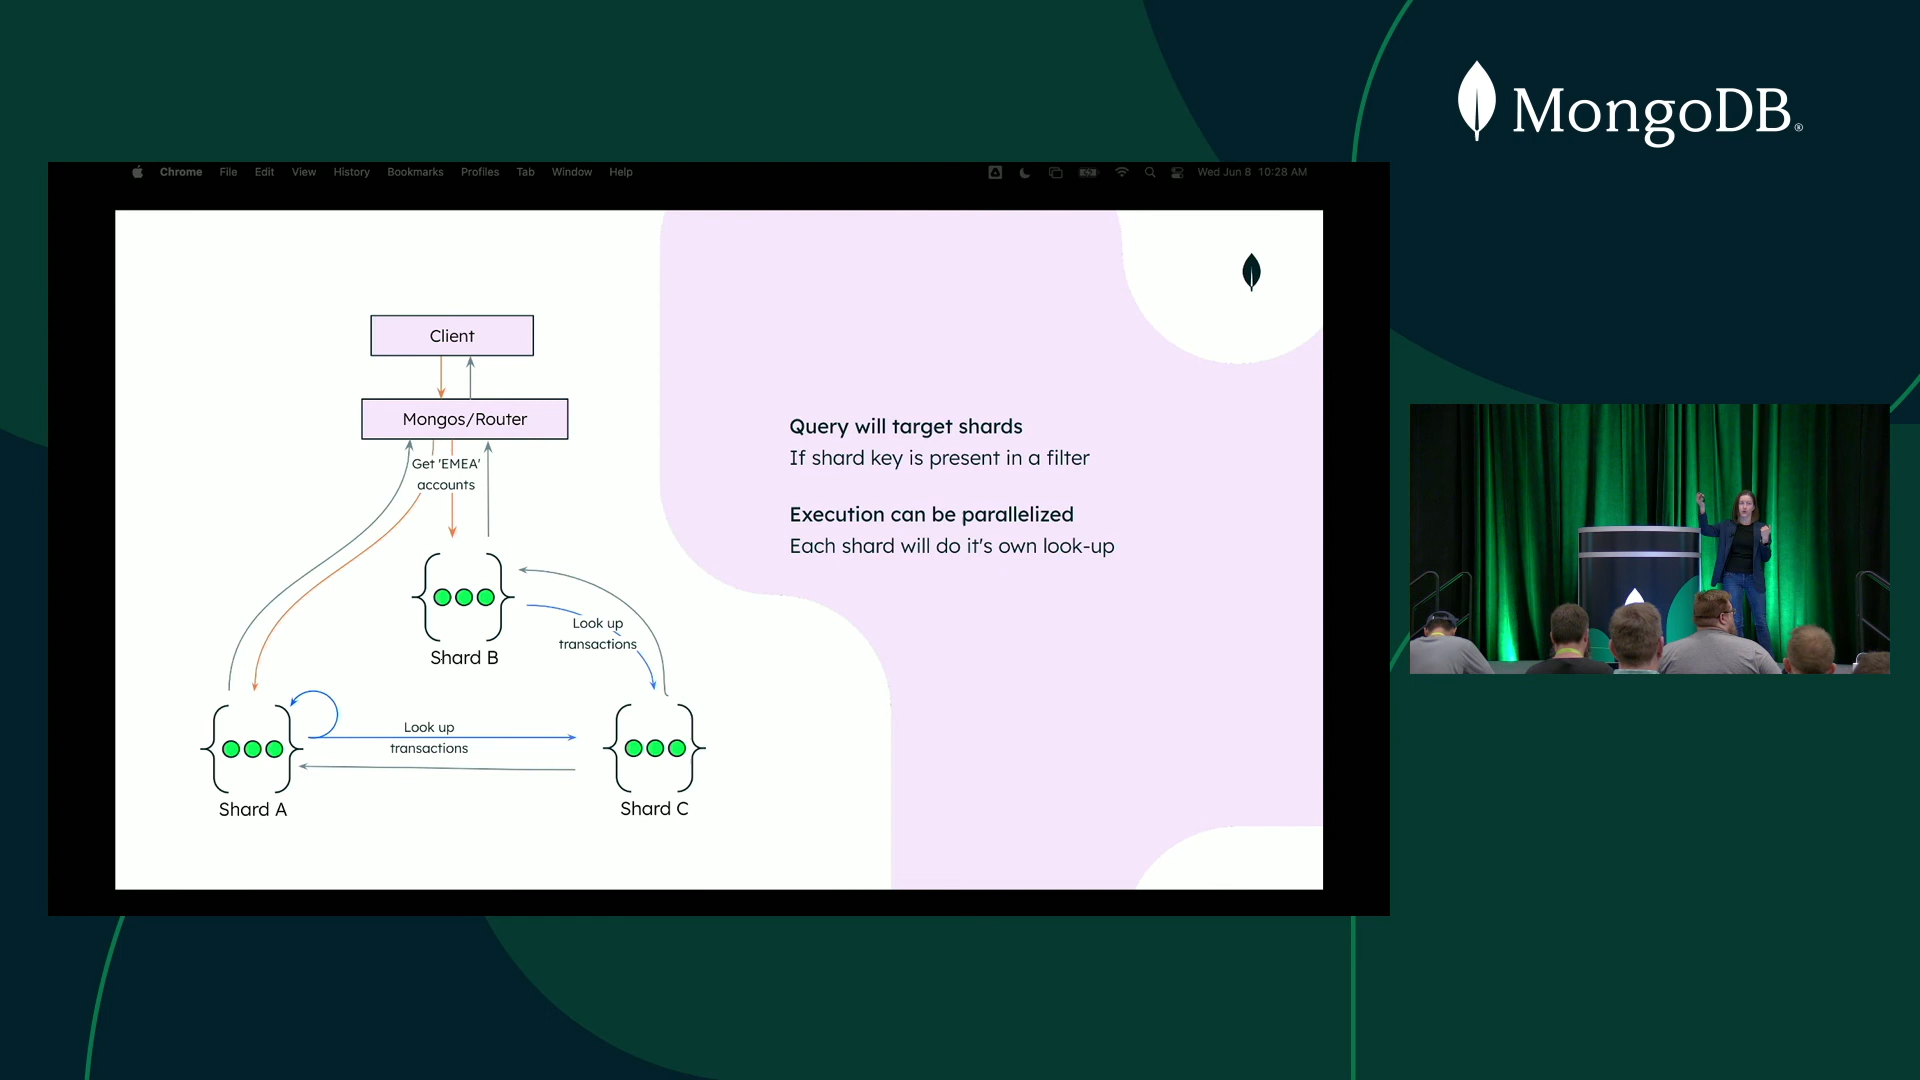 MongoDB®
Chrome File Edit View History Bookmarks Profiles Tab Window Help Wed Jun 8 10:28 AM
Client
Mongos/Router
Get 'EMEA'
accounts
Shard B
Look up
transactions
Look up
transactions
Shard A
Shard C
Query will target shards
If shard key is present in a filter
Execution can be parallelized
Each shard will do it's own look-up